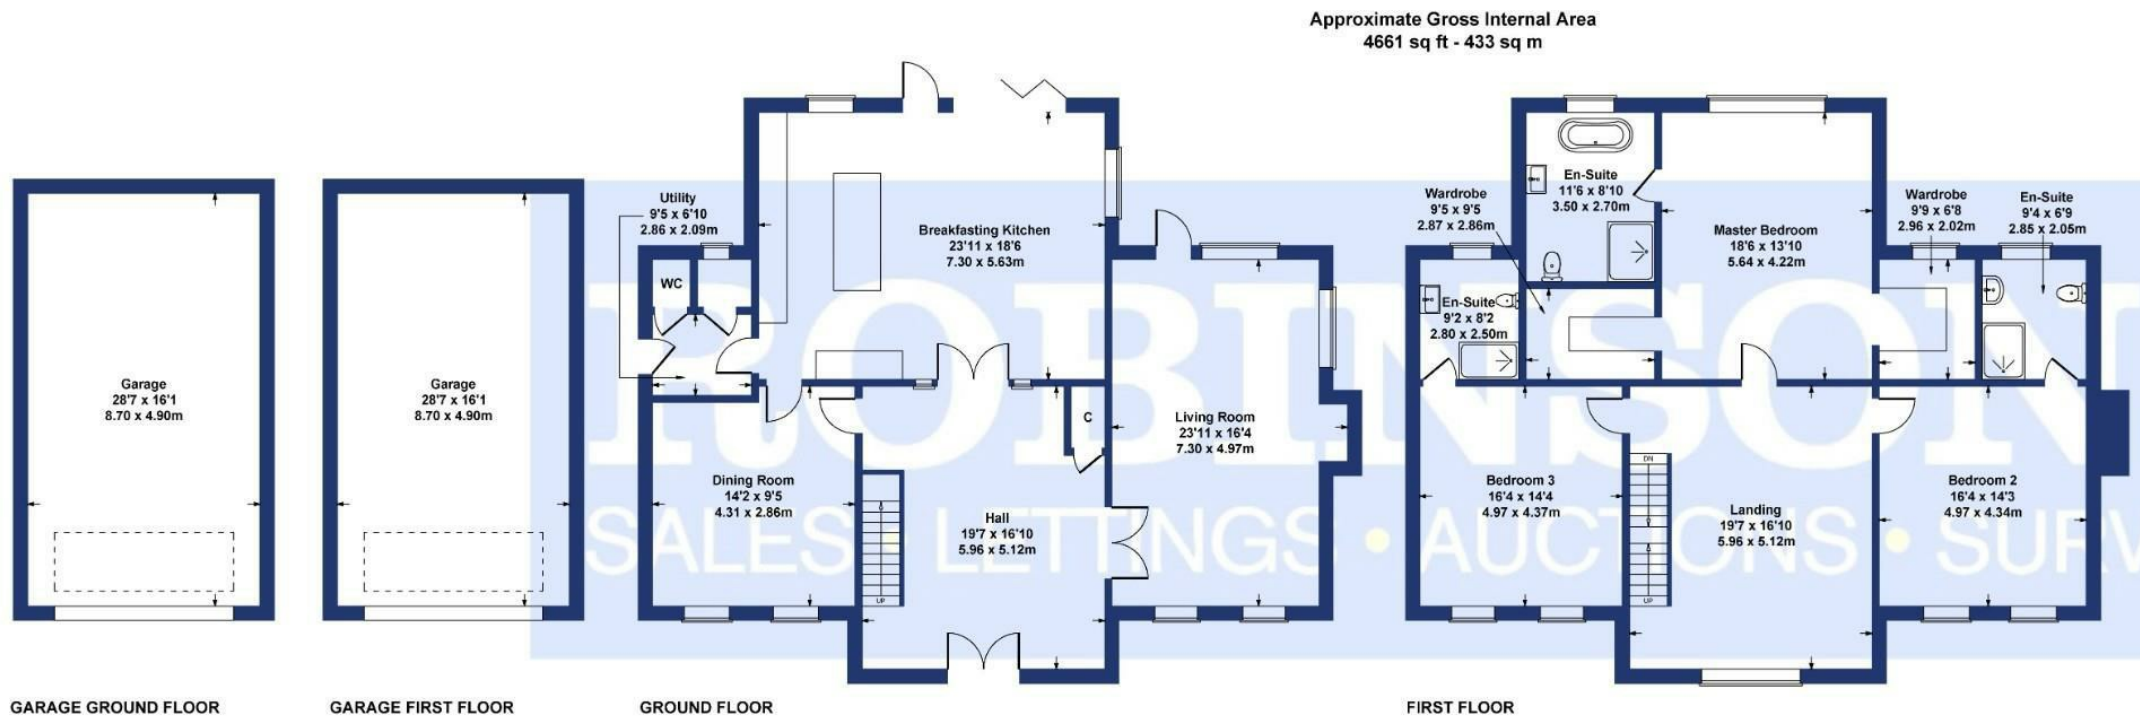 Approximate Gross Internal Area
4661 sq ft - 433 sq m
Garage
28'7 x 16'1
8.70 x 4.90m
Garage
28'7 x 16'1
8.70 x 4.90m
Utility
9'5 x 6'10
2.86 x 2.09m
WC
Breakfasting Kitchen
23'11 x 18'6
7.30 x 5.63m
Dining Room
14'2 x 9'5
4.31 x 2.86m
UP
Hall
19'7 x 16'10
5.96 x 5.12m
C
Living Room
23'11 x 16'4
7.30 x 4.97m
Wardrobe
9'5 x 9'5
2.87 x 2.86m
En-Suite
11'6 x 8'10
3.50 x 2.70m
Master Bedroom
18'6 x 13'10
5.64 x 4.22m
Wardrobe
9'9 x 6'8
2.96 x 2.02m
En-Suite
9'4 x 6'9
2.85 x 2.05m
En-Suite
9'2 x 8'2
2.80 x 2.50m
Bedroom 3
16'4 x 14'4
4.97 x 4.37m
DN
UP
Landing
19'7 x 16'10
5.96 x 5.12m
Bedroom 2
16'4 x 14'3
4.97 x 4.34m
ROBINSON
SALES • LETTINGS • AUCTIONS • SURV
GARAGE GROUND FLOOR
GARAGE FIRST FLOOR
GROUND FLOOR
FIRST FLOOR